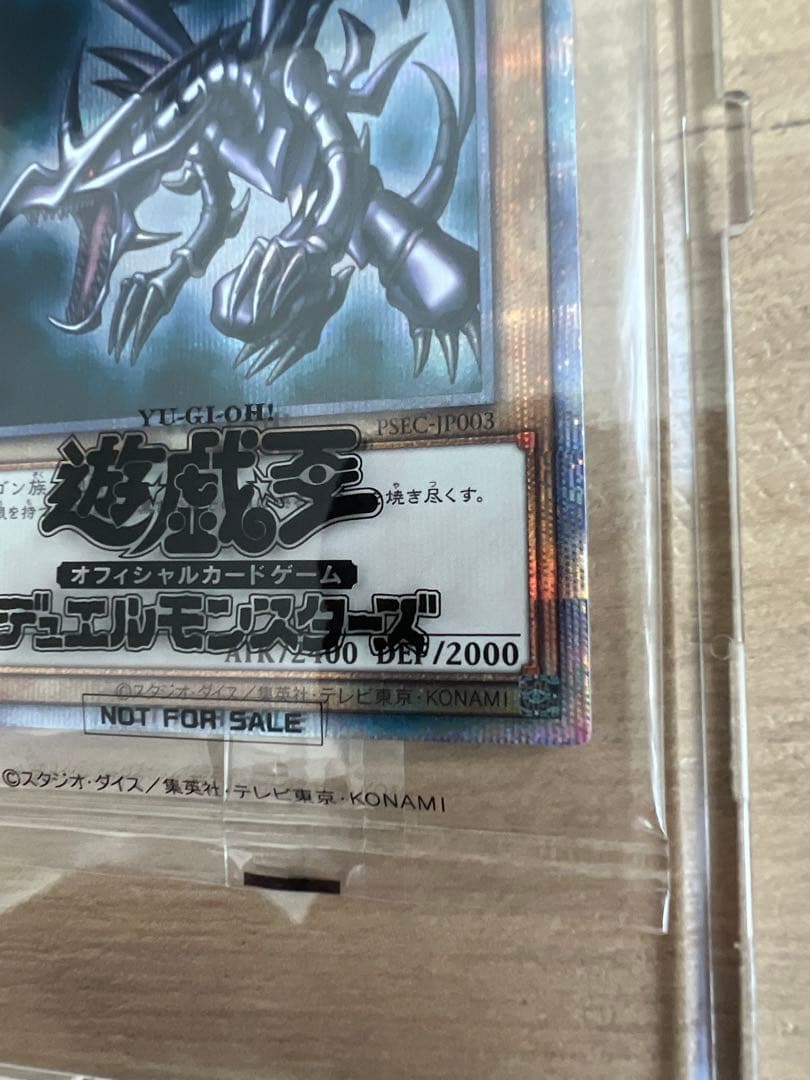 YU-GI-OH!
PSEC-JP003
ゴン族
遊戯王
焼き尽くす。
眼を持つ
オフィシャルカードゲーム
デュエルモンスターズ
ATK/2400 DEF/2000
©スタジオ・ダイス/集英社・テレビ東京・KONAMI
NOT FOR SALE
©スタジオ・ダイス/集英社・テレビ東京・KONAMI